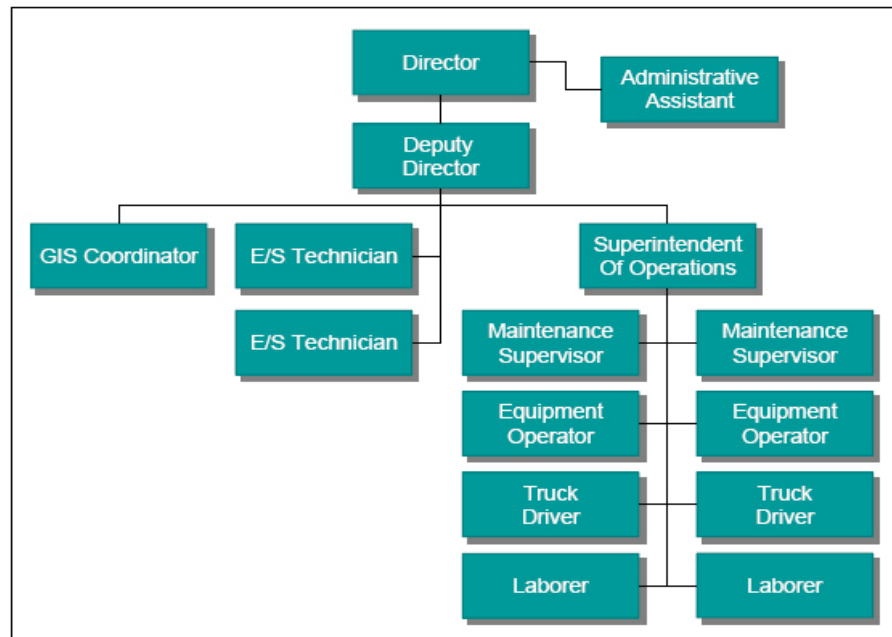 Director
Administrative
Assistant
Deputy
Director
GIS Coordinator
E/S Technician
Superintendent
Of Operations
E/S Technician
Maintenance
Supervisor
Maintenance
Supervisor
Equipment
Operator
Equipment
Operator
Truck
Driver
Truck
Driver
Laborer
Laborer